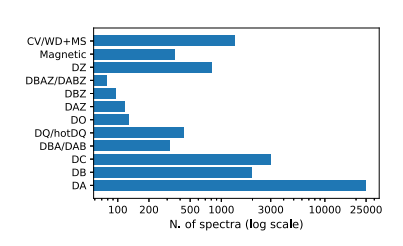 CV/WD+MS
Magnetic
DZ
DBAZ/DABZ
DBZ
DAZ
DO
DQ/hotDQ
DBA/DAB
DC
DB
DA
100 200 500 1000 3000 10000 25000
N. of spectra (log scale)